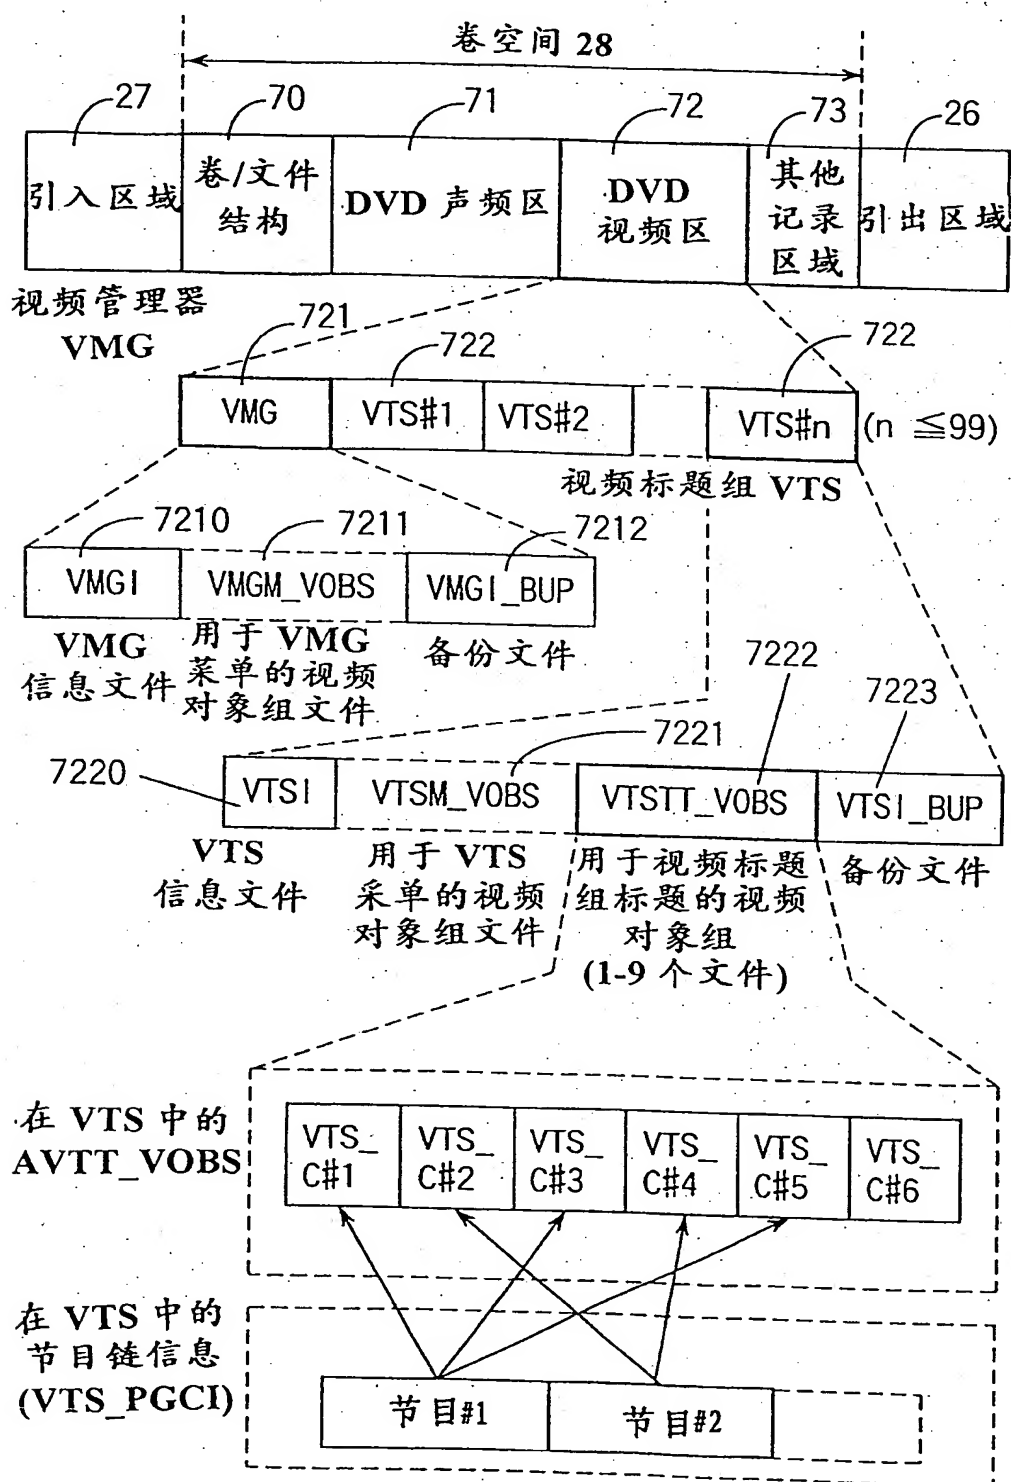 卷空间 28
27
70
71
72
73
26
引入区域
卷/文件
结构
DVD 声频区
DVD
视频区
其他
记录
区域
引出区域
视频管理器
VMG
721
722
722
VMG
VTS#1
VTS#2
VTS#n
(n ≦99)
视频标题组 VTS
7210
7211
7212
VMGI
VMGM_VOBS
VMGI_BUP
VMG
信息文件
用于 VMG
菜单的视频
对象组文件
备份文件
7222
7223
7220
7221
VTSI
VTSM_VOBS
VTSTT_VOBS
VTSI_BUP
VTS
信息文件
用于 VTS
采单的视频
对象组文件
用于视频标题
组标题的视频
对象组
(1-9 个文件)
备份文件
在 VTS 中的
AVTT_VOBS
VTS_
C#1
VTS_
C#2
VTS_
C#3
VTS_
C#4
VTS_
C#5
VTS_
C#6
在 VTS 中的
节目链信息
(VTS_PGCI)
节目#1
节目#2